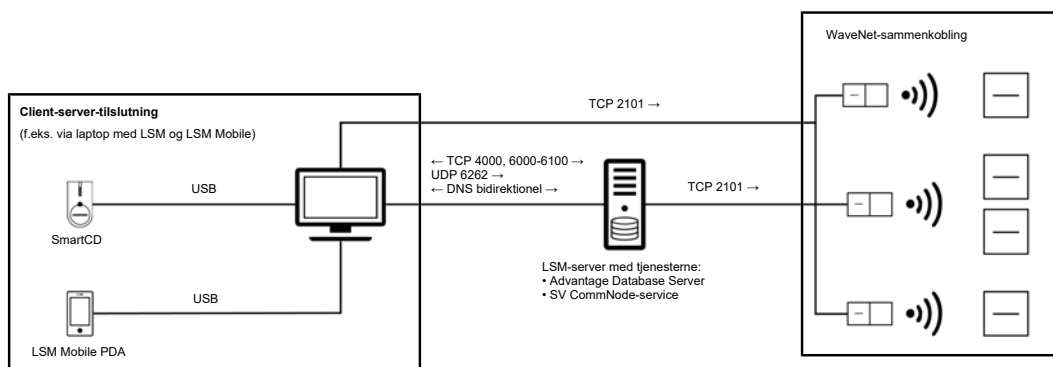 WaveNet-sammenkobling
Client-server-tilslutning
(f.eks. via laptop med LSM og LSM Mobile)
TCP 2101 →
← TCP 4000, 6000-6100 →
UDP 6262 →
← DNS bidirektionel →
USB
TCP 2101 →
SmartCD
LSM-server med tjenesterne:
• Advantage Database Server
• SV CommNode-service
USB
LSM Mobile PDA